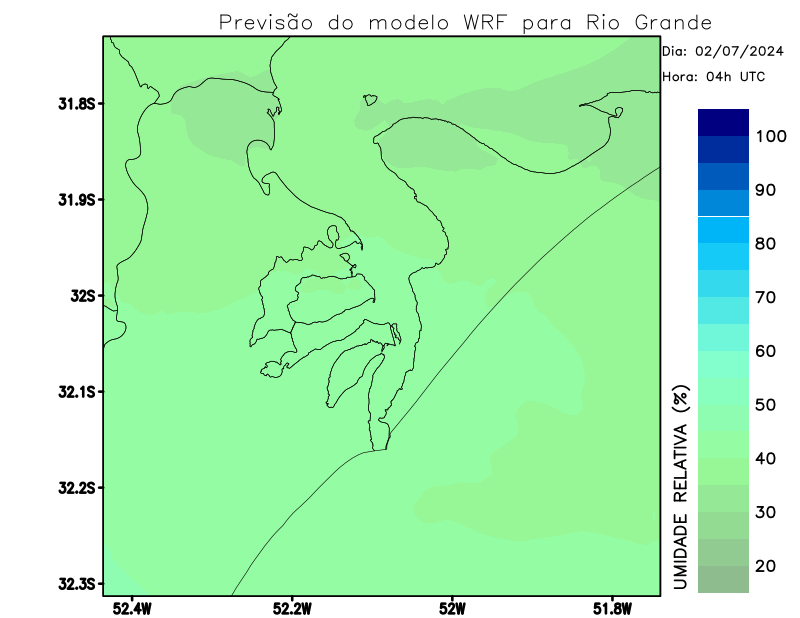 Previsão do modelo WRF para Rio Grande
Dia: 02/07/2024
Hora: 04h UTC
31.8S
31.9S
32S
32.1S
32.2S
32.3S
52.4W
52.2W
52W
51.8W
100
90
80
70
60
50
40
30
20
UMIDADE RELATIVA (%)